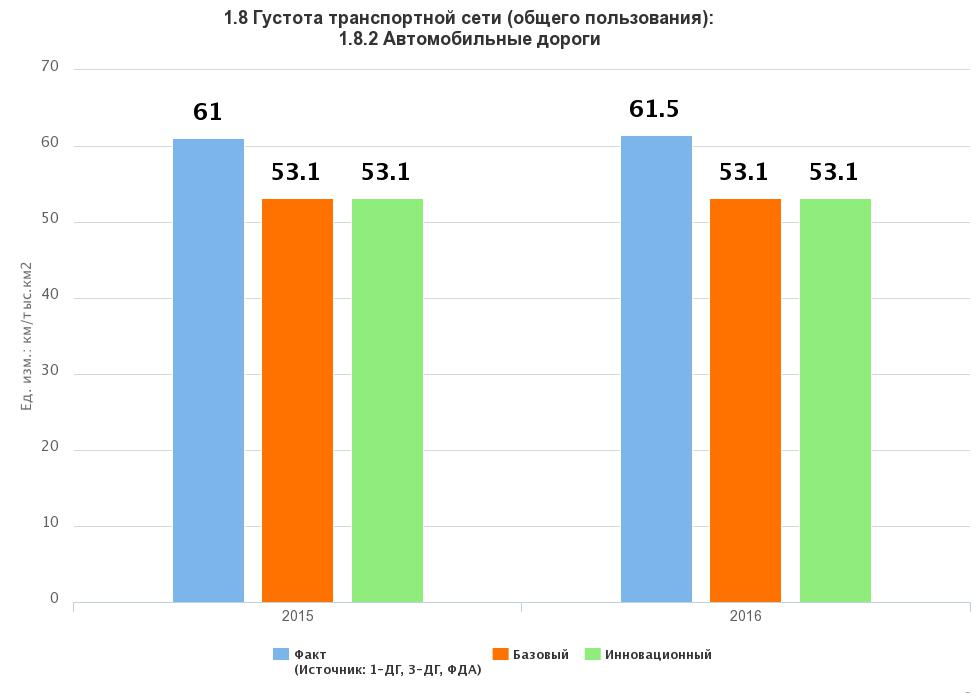 1.8 Густота транспортной сети (общего пользования):
1.8.2 Автомобильные дороги
Ед. изм.: км/тыс.км2
70
60
50
40
30
20
10
0
61
53.1
53.1
61.5
53.1
53.1
2015
2016
Факт
(Источник: 1-ДГ, 3-ДГ, ФДА)
Базовый
Инновационный